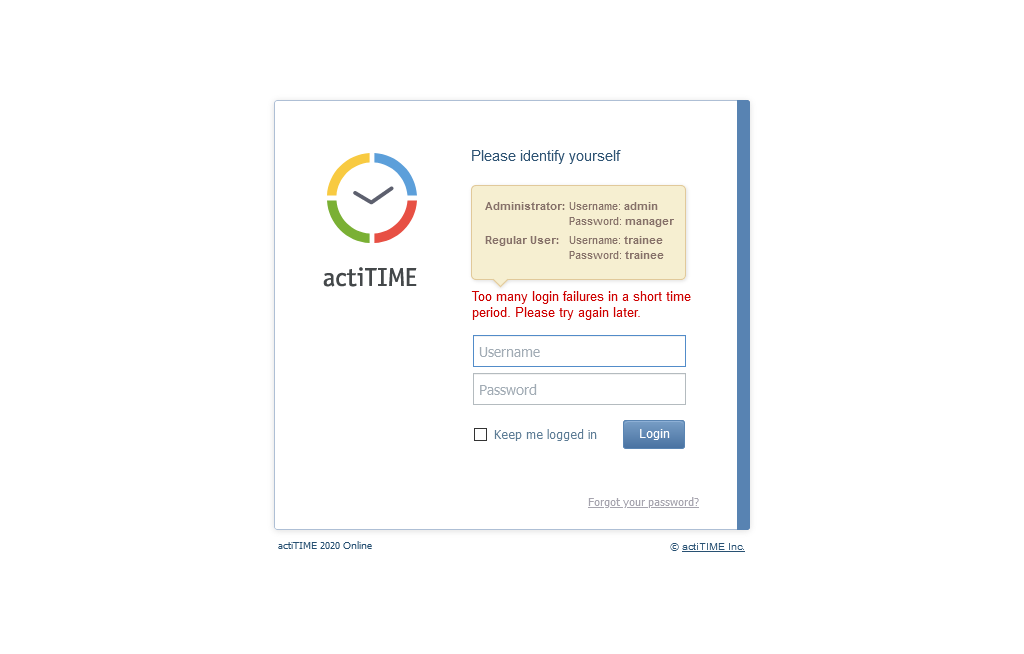 Please identify yourself
Administrator: Username: admin
Password: manager
Regular User: Username: trainee
Password: trainee
actiTIME
Too many login failures in a short time
period. Please try again later.
Username
Password
Keep me logged in Login
Forgot your password?
actiTIME 2020 Online © actiTIME Inc.